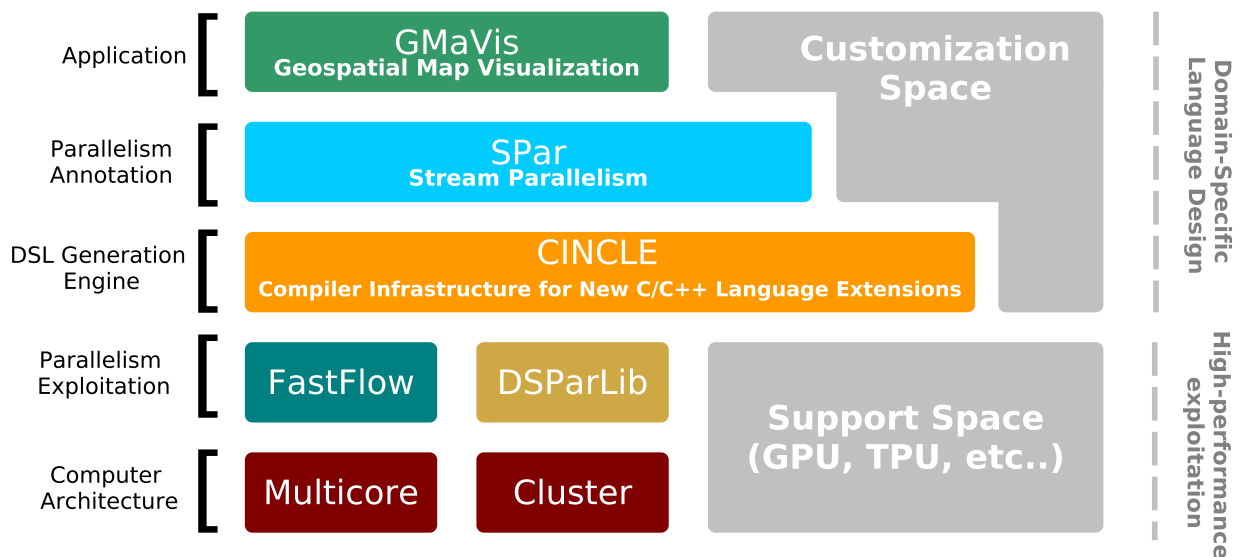 Application
GMaVis
Geospatial Map Visualization
Customization
Space
Parallelism
Annotation
SPar
Stream Parallelism
DSL Generation
Engine
CINCLE
Compiler Infrastructure for New C/C++ Language Extensions
Domain-Specific
Language Design
Parallelism
Exploitation
FastFlow
DSParLib
Support Space
(GPU, TPU, etc..)
Computer
Architecture
Multicore
Cluster
High-performance
exploitation